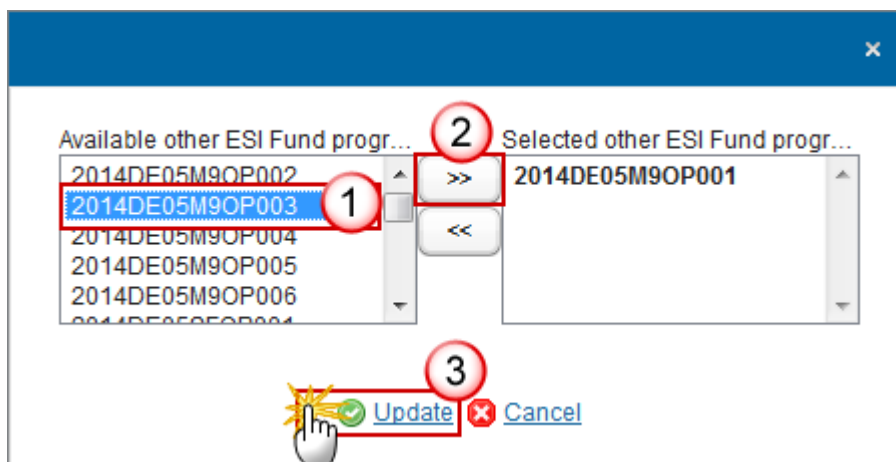 ×
Available other ESI Fund progr...
2
Selected other ESI Fund progr...
2014DE05M9OP002
2014DE05M9OP003
1
2014DE05M9OP004
2014DE05M9OP005
2014DE05M9OP006
>>
<<
2014DE05M9OP001
3
Update
Cancel